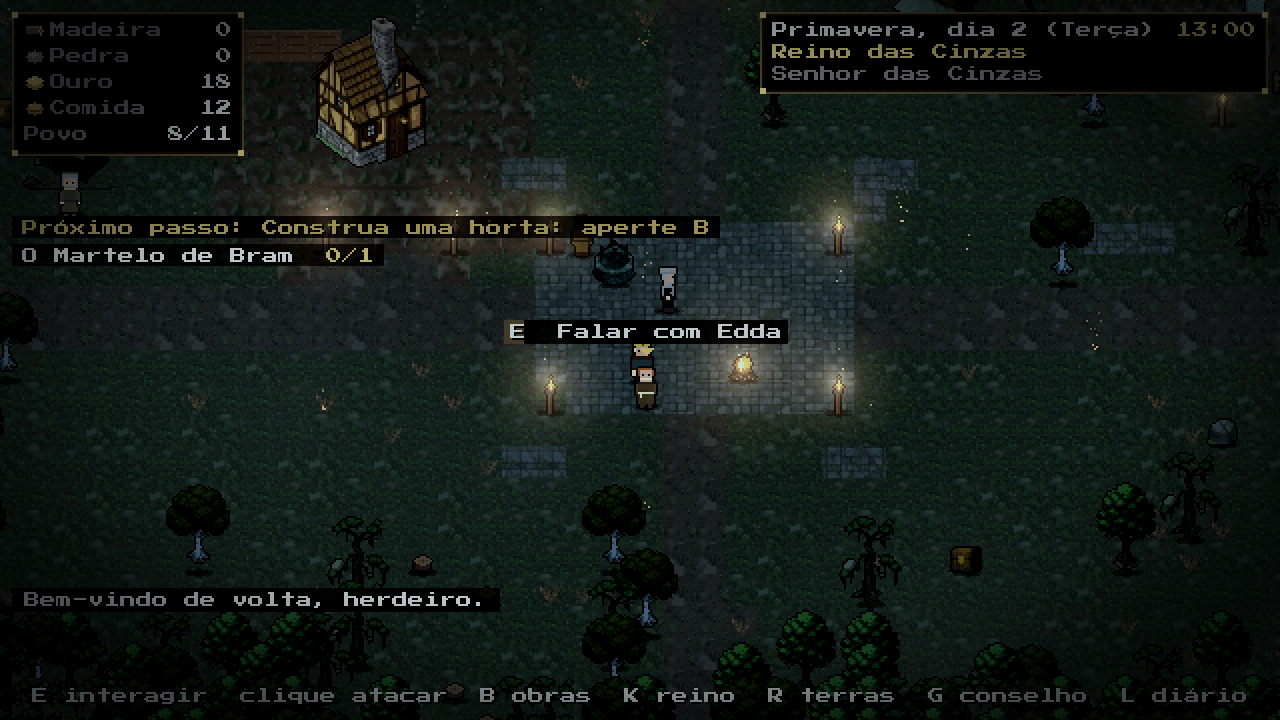 Madeira 0
Pedra 0
Ouro 18
Comida 12
Povo 8/11
Primavera, dia 2 (Terça) 13:00
Reino das Cinzas
Senhor das Cinzas
Próximo passo: Construa uma horta: aperte B
O Martelo de Bram 0/1
E Falar com Edda
Bem-vindo de volta, herdeiro.
E interagir clique atacar B obras K reino R terras G conselho L diário